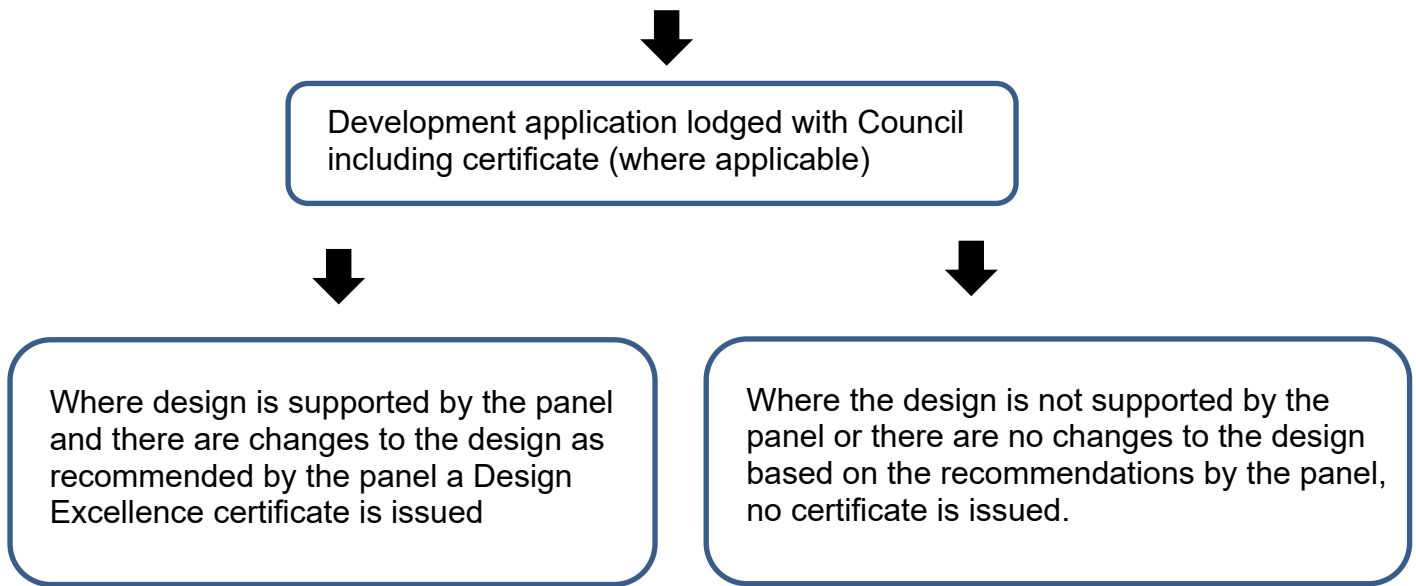 Development application lodged with Council
including certificate (where applicable)
Where design is supported by the panel
and there are changes to the design as
recommended by the panel a Design
Excellence certificate is issued
Where the design is not supported by the
panel or there are no changes to the design
based on the recommendations by the panel,
no certificate is issued.